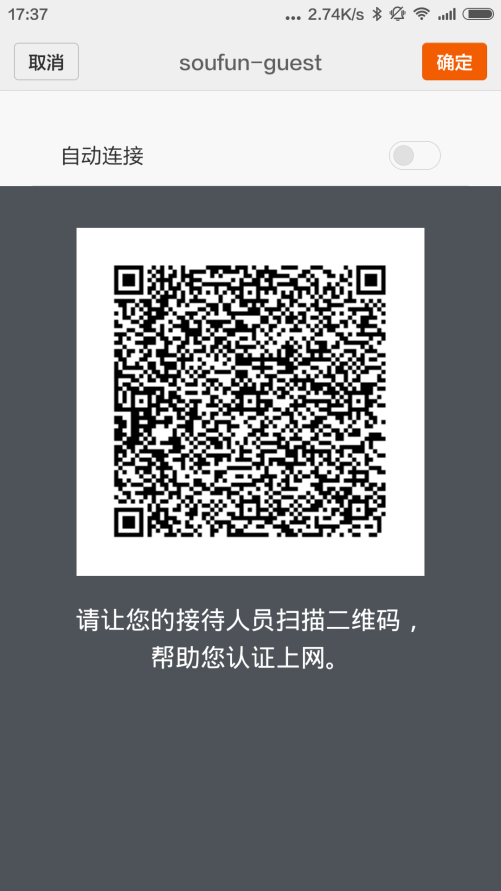 17:37
... 2.74K/s
取消
soufun-guest
确定
自动连接
请让您的接待人员扫描二维码，
帮助您认证上网。